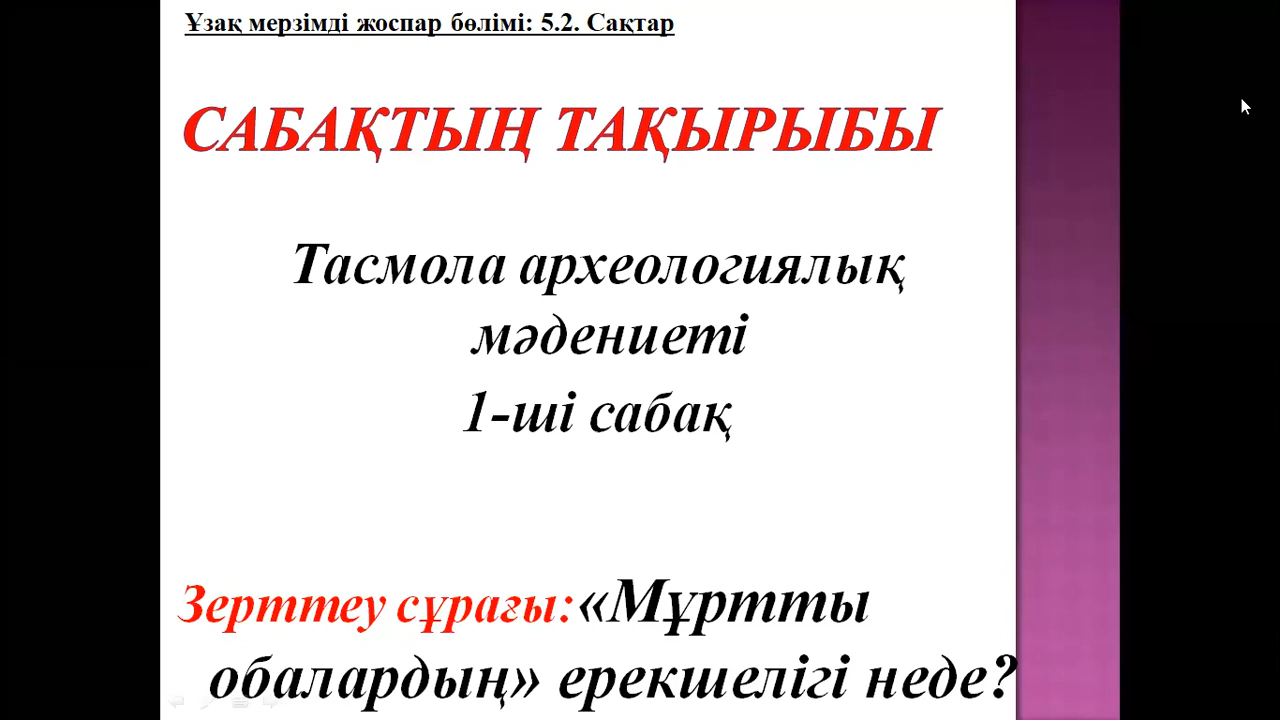 Ұзақ мерзімді жоспар бөлімі: 5.2. Сақтар
САБАҚТЫҢ ТАҚЫРЫБЫ
Тасмола археологиялық
мәдениеті
1-ші сабақ
Зерттеу сұрағы:«Мұртты
обалардың» ерекшелігі неде?